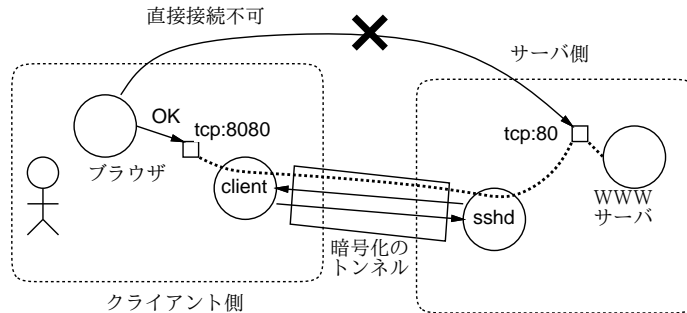 直接接続不可
サーバ側
OK
tcp:8080
tcp:80
ブラウザ
client
WWW
サーバ
sshd
暗号化の
トンネル
クライアント側